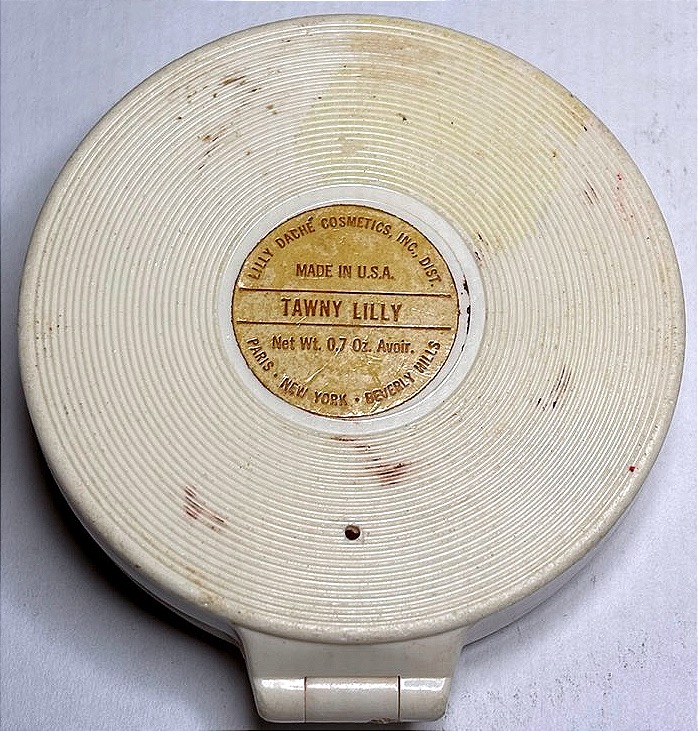 LILLY DACHÉ COSMETICS, INC., DIST.
MADE IN U.S.A.
TAWNY LILLY
Net Wt. 0.7 Oz. Avoir.
PARIS • NEW YORK • BEVERLY HILLS